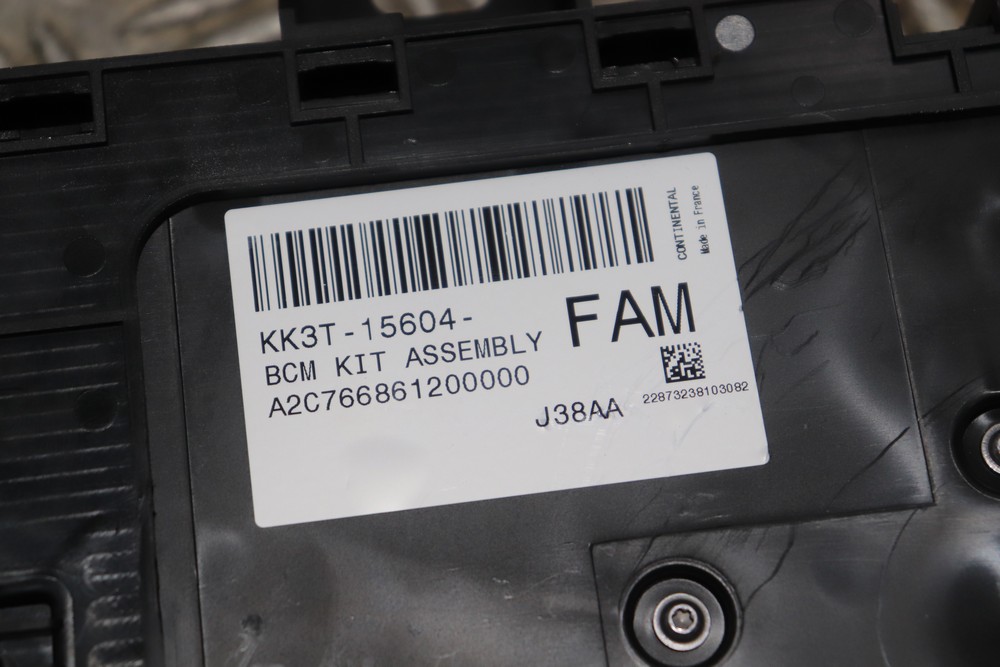 CONTINENTAL
Made in France
KK3T-15604-
FAM
BCM KIT ASSEMBLY
A2C766861200000
J38AA
22873238103082